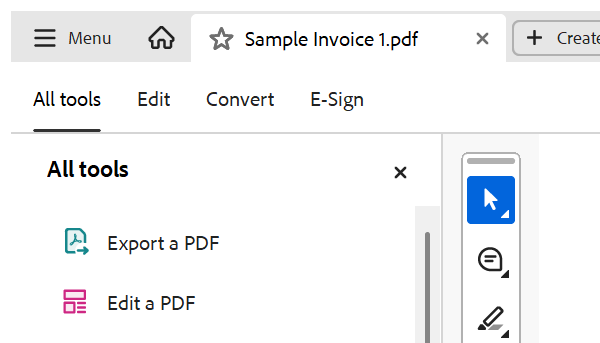 Menu
Sample Invoice 1.pdf
Create
All tools
Edit
Convert
E-Sign
All tools
Export a PDF
Edit a PDF